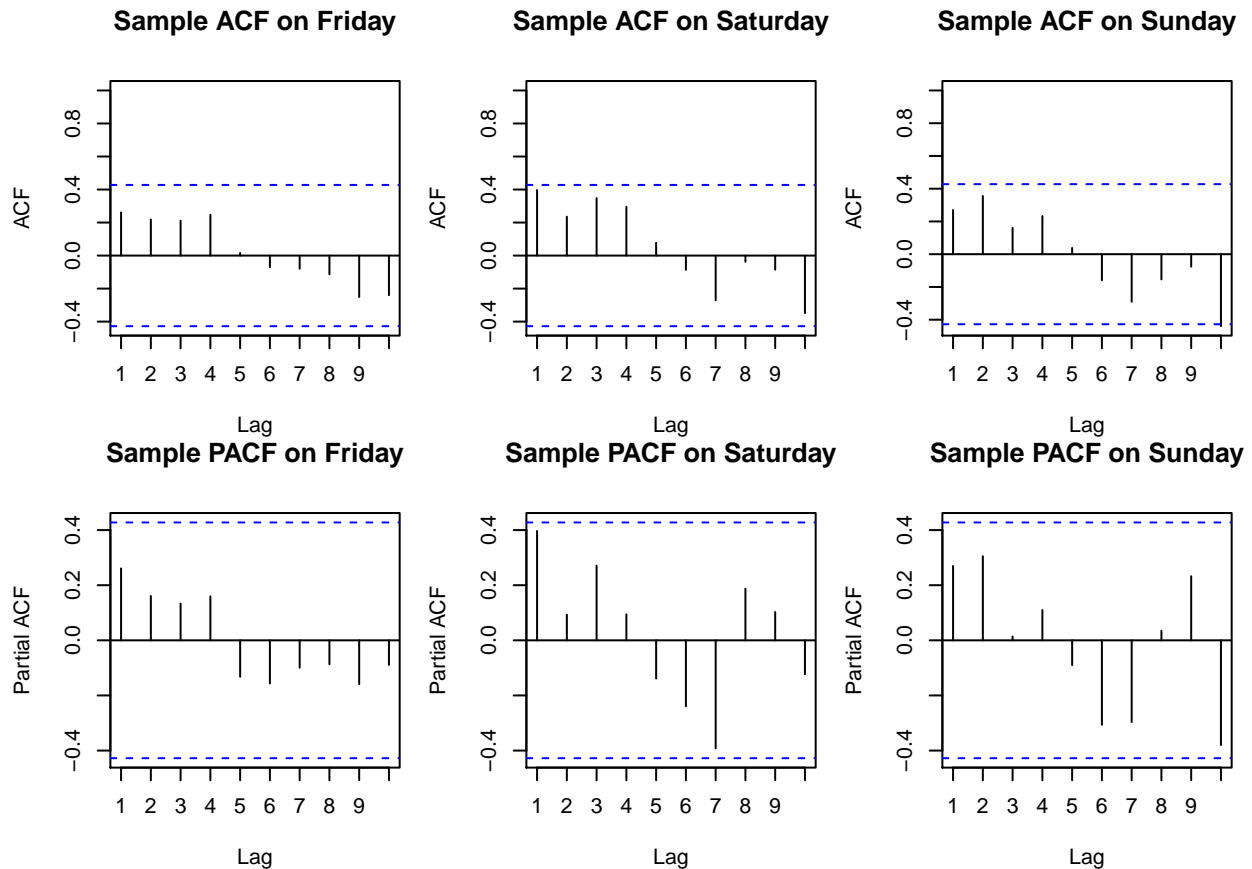 Sample ACF on Friday
ACF
0.8
0.4
0.0
−0.4
1 2 3 4 5 6 7 8 9
Lag
Sample ACF on Saturday
ACF
0.8
0.4
0.0
−0.4
1 2 3 4 5 6 7 8 9
Lag
Sample ACF on Sunday
ACF
0.8
0.4
0.0
−0.4
1 2 3 4 5 6 7 8 9
Lag
Sample PACF on Friday
Partial ACF
0.4
0.2
0.0
−0.4
1 2 3 4 5 6 7 8 9
Lag
Sample PACF on Saturday
Partial ACF
0.4
0.2
0.0
−0.4
1 2 3 4 5 6 7 8 9
Lag
Sample PACF on Sunday
Partial ACF
0.4
0.2
0.0
−0.4
1 2 3 4 5 6 7 8 9
Lag